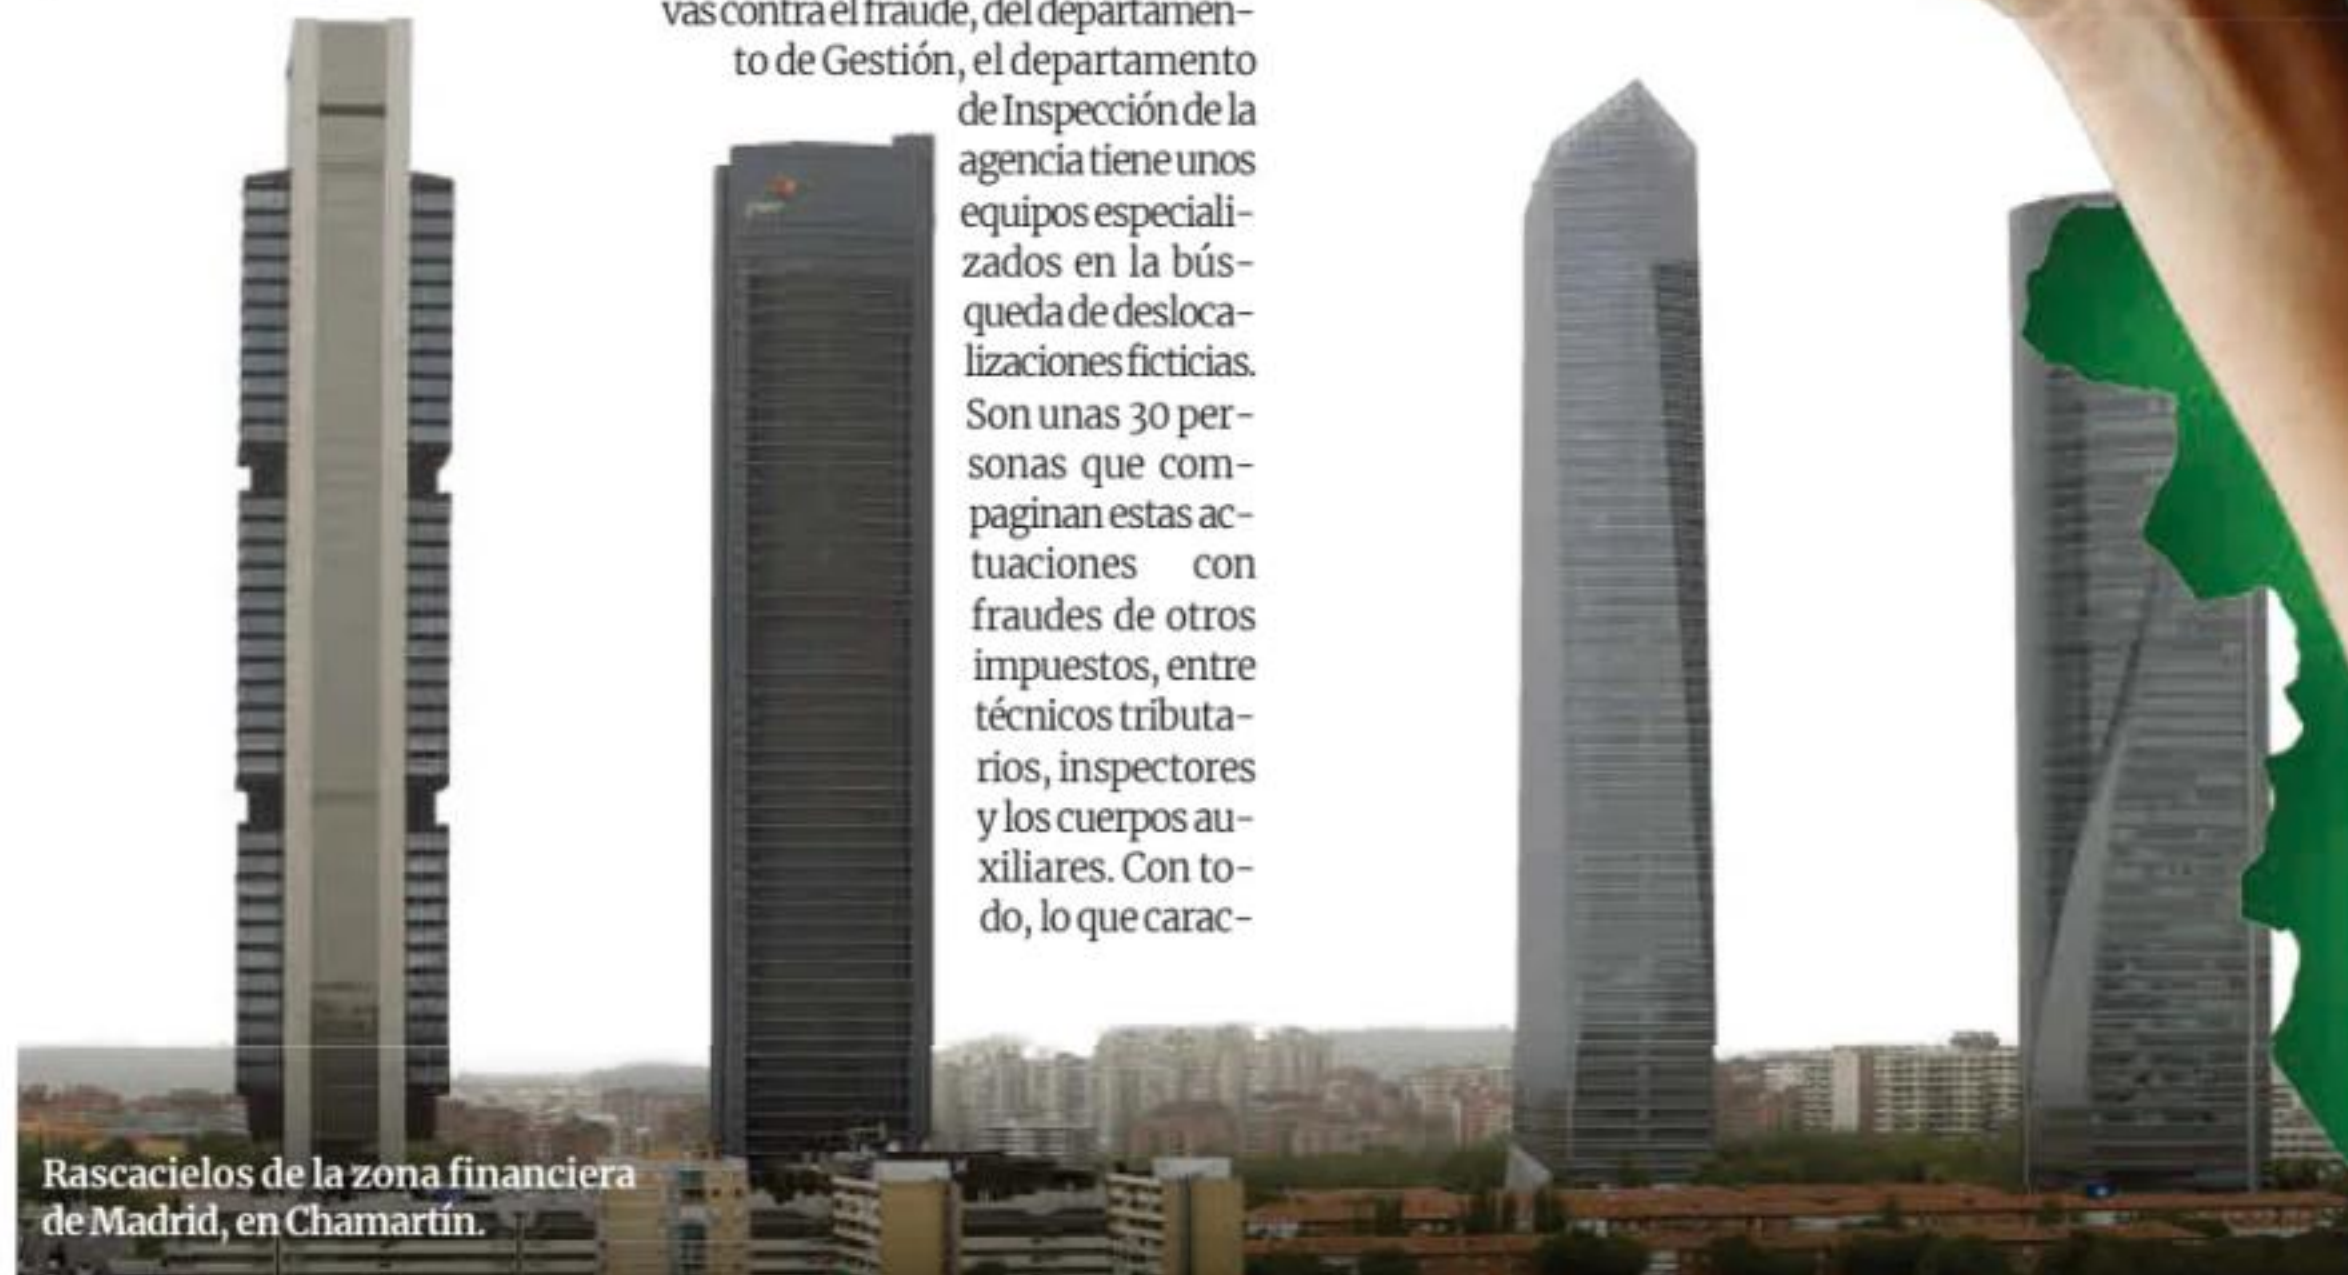 vas contra el fraude, del departamen-
to de Gestión, el departamento
de Inspección de la
agencia tiene unos
equipos especiali-
zados en la bús-
queda de desloca-
lizaciones ficticias.
Son unas 30 per-
sonas que com-
paginan estas ac-
tuaciones con
fraudes de otros
impuestos, entre
técnicos tributa-
rios, inspectores
y los cuerpos au-
xiliares. Con to-
do, lo que carac-
pwc
Rascacielos de la zona financiera
de Madrid, en Chamartín.